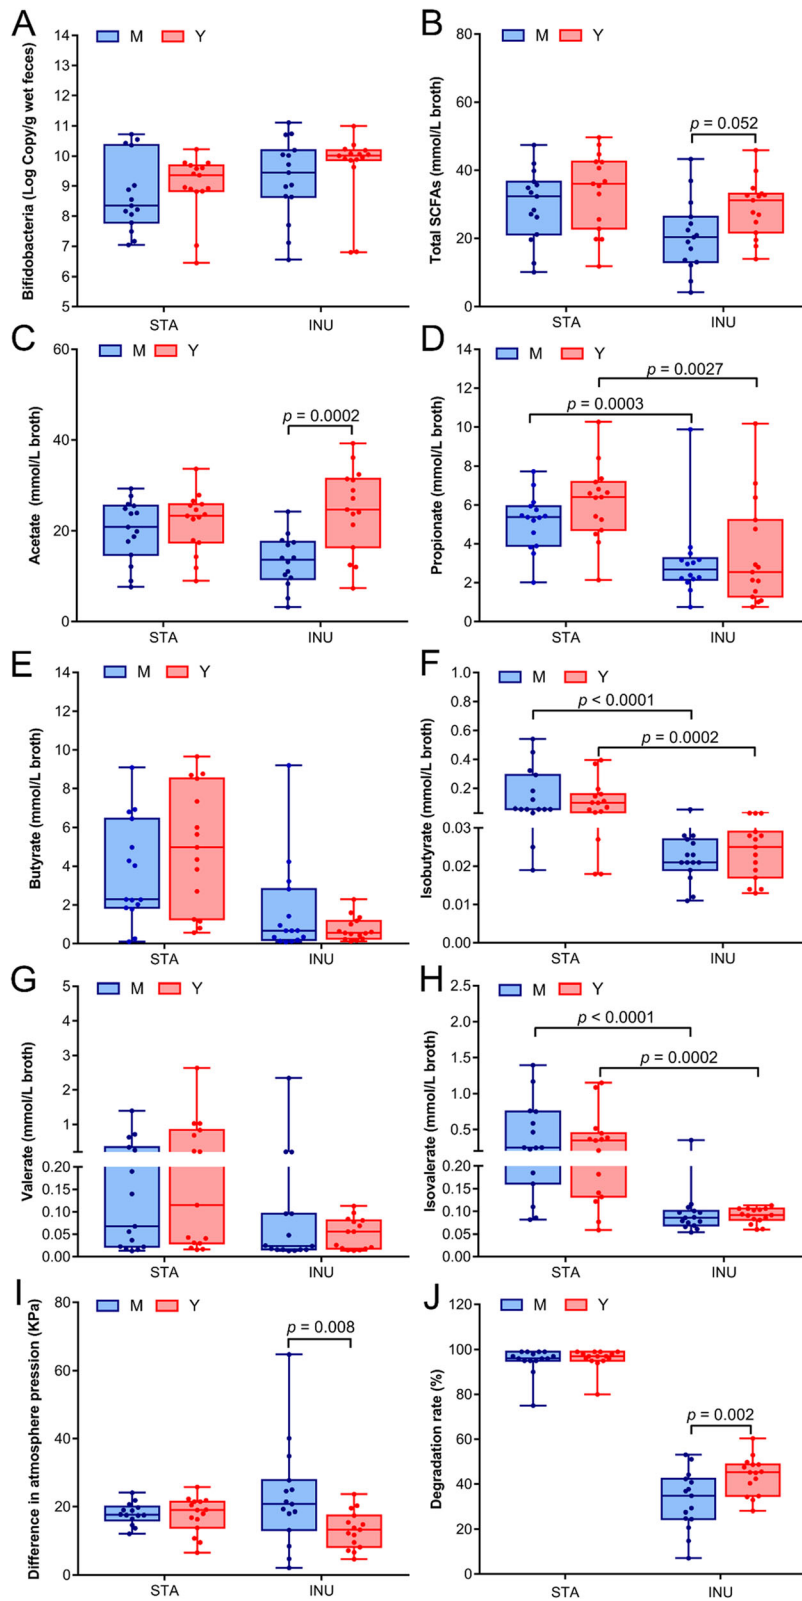 A
M Y
Bifidobacteria (Log Copy/g wet feces)
14
13
12
11
10
9
8
7
6
5
STA INU
B
M Y
Total SCFAs (mmol/L broth)
80
60
40
20
0
p = 0.052
STA INU
C
M Y
Acetate (mmol/L broth)
60
40
20
0
p = 0.0002
STA INU
D
M Y
Propionate (mmol/L broth)
14
12
10
8
6
4
2
0
p = 0.0027
p = 0.0003
STA INU
E
M Y
Butyrate (mmol/L broth)
14
12
10
8
6
4
2
0
STA INU
F
M Y
Isobutyrate (mmol/L broth)
1.0
0.8
0.6
0.4
0.2
0.03
0.02
0.01
0.00
p < 0.0001
p = 0.0002
STA INU
G
M Y
Valerate (mmol/L broth)
5
4
3
2
1
0.20
0.15
0.10
0.05
0.00
STA INU
H
M Y
Isovalerate (mmol/L broth)
2.5
2.0
1.5
1.0
0.5
0.20
0.15
0.10
0.05
0.00
p < 0.0001
p = 0.0002
STA INU
I
M Y
Difference in atmosphere pression (KPa)
80
60
40
20
0
p = 0.008
STA INU
J
M Y
Degradation rate (%)
120
100
80
60
40
20
0
p = 0.002
STA INU